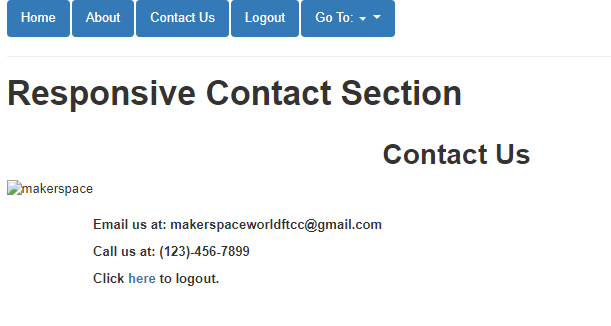 Home About Contact Us Logout Go To:
Responsive Contact Section
Contact Us
makerspace
Email us at: makerspaceworldftcc@gmail.com
Call us at: (123)-456-7899
Click here to logout.